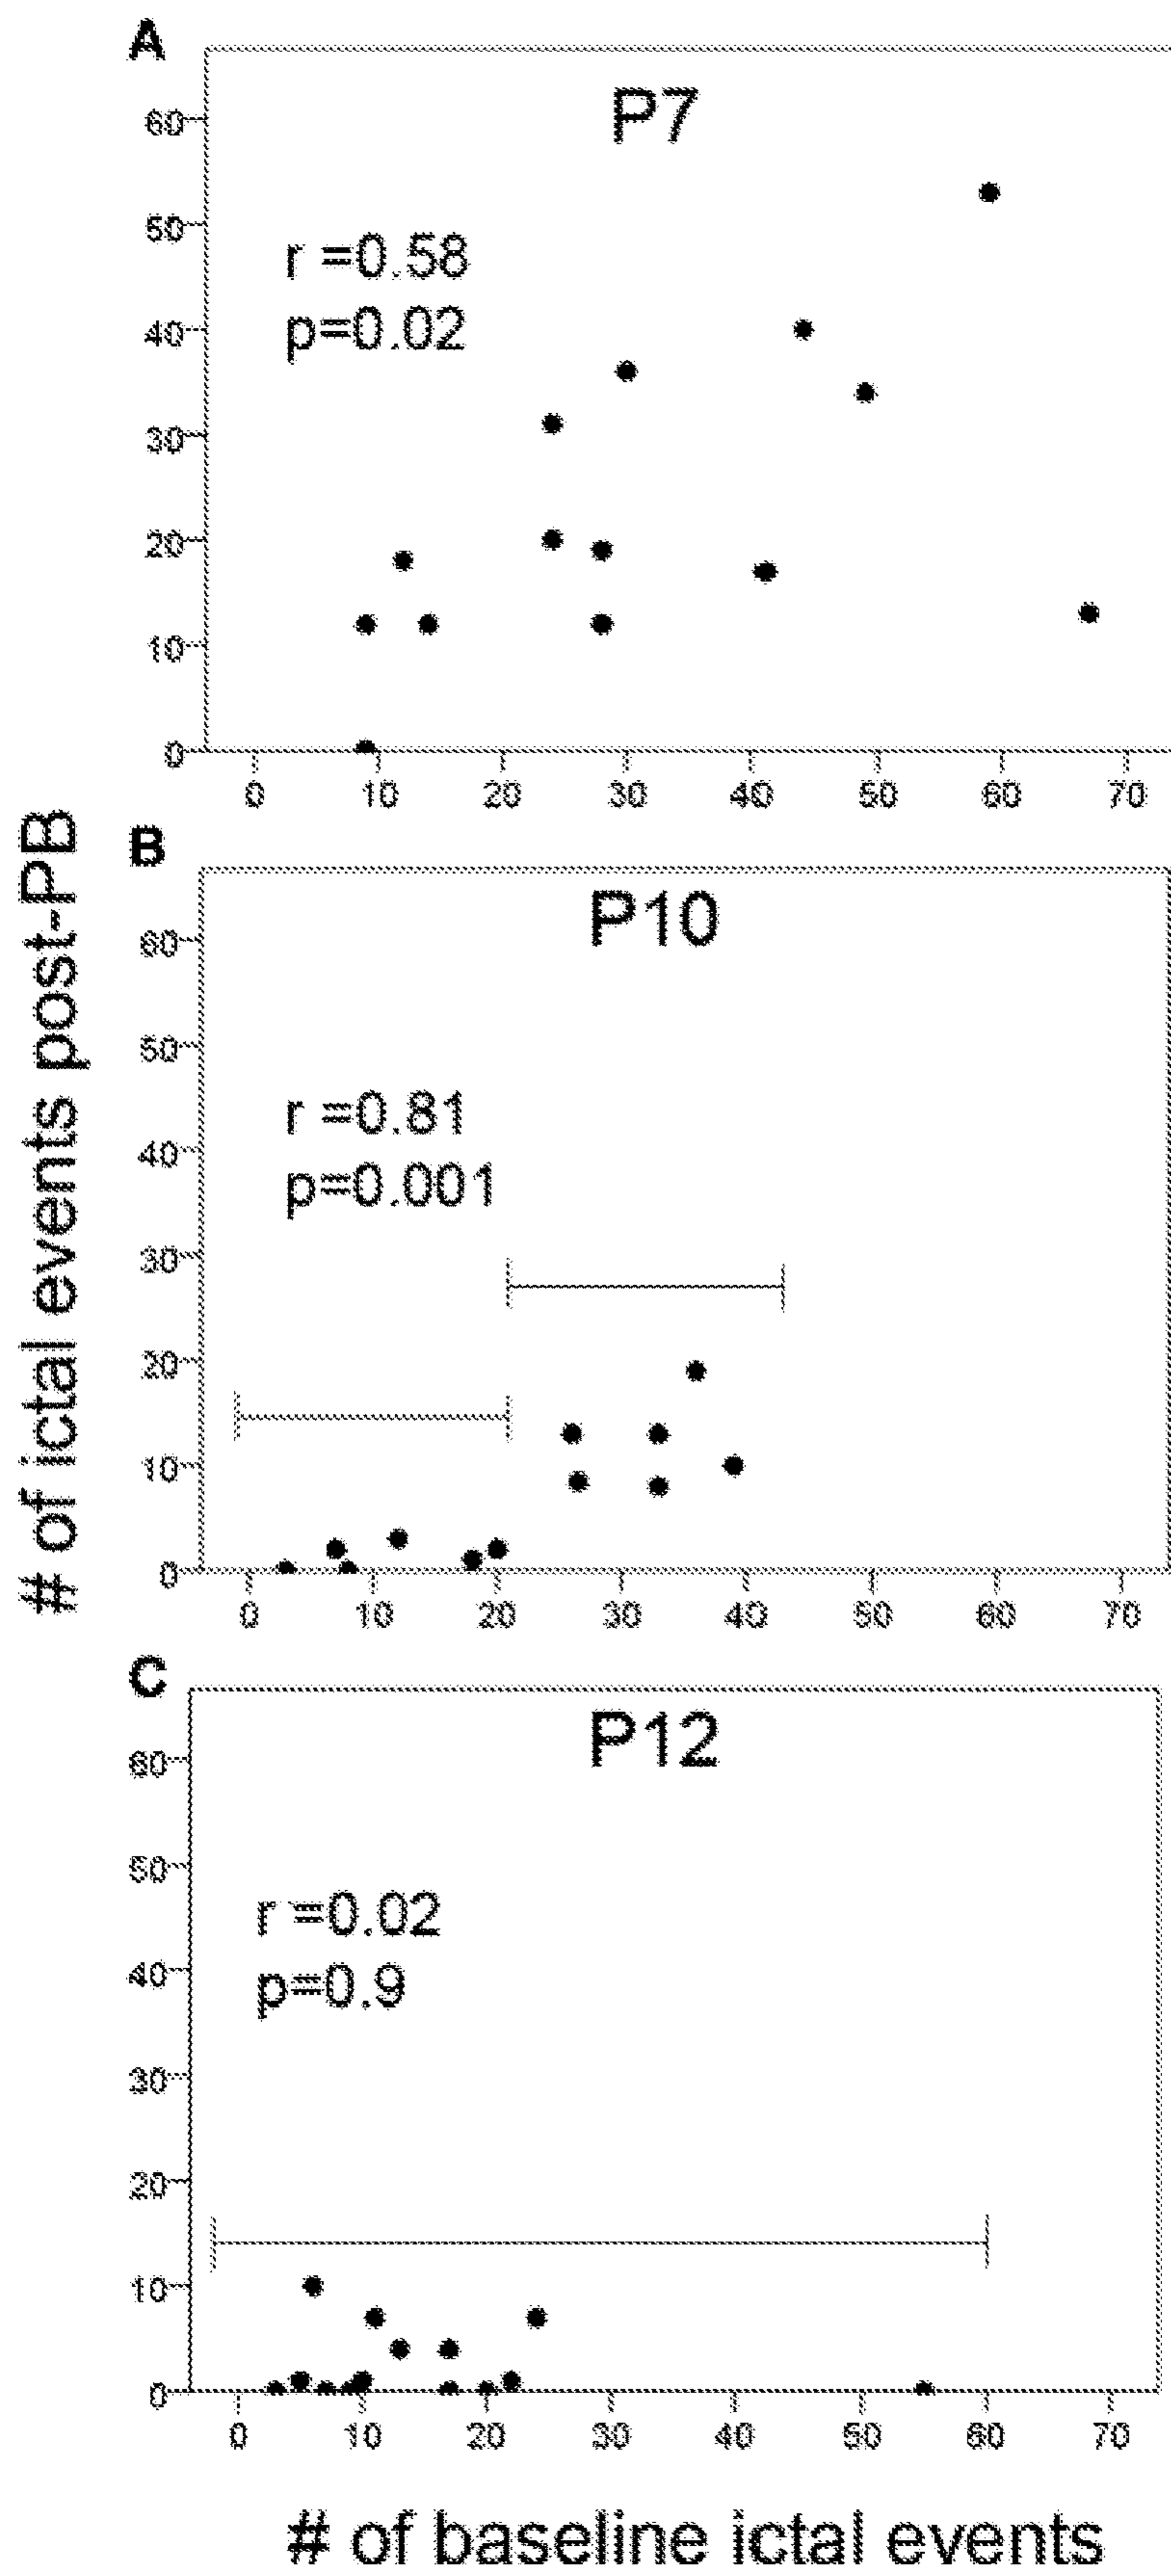 A
P7
r =0.58
p=0.02
60
50
40
30
20
10
0
0 10 20 30 40 50 60 70
B
P10
r =0.81
p=0.001
60
50
40
30
20
10
0
0 10 20 30 40 50 60 70
C
P12
r =0.02
p=0.9
60
50
40
30
20
10
0
0 10 20 30 40 50 60 70
# of ictal events post-PB
# of baseline ictal events